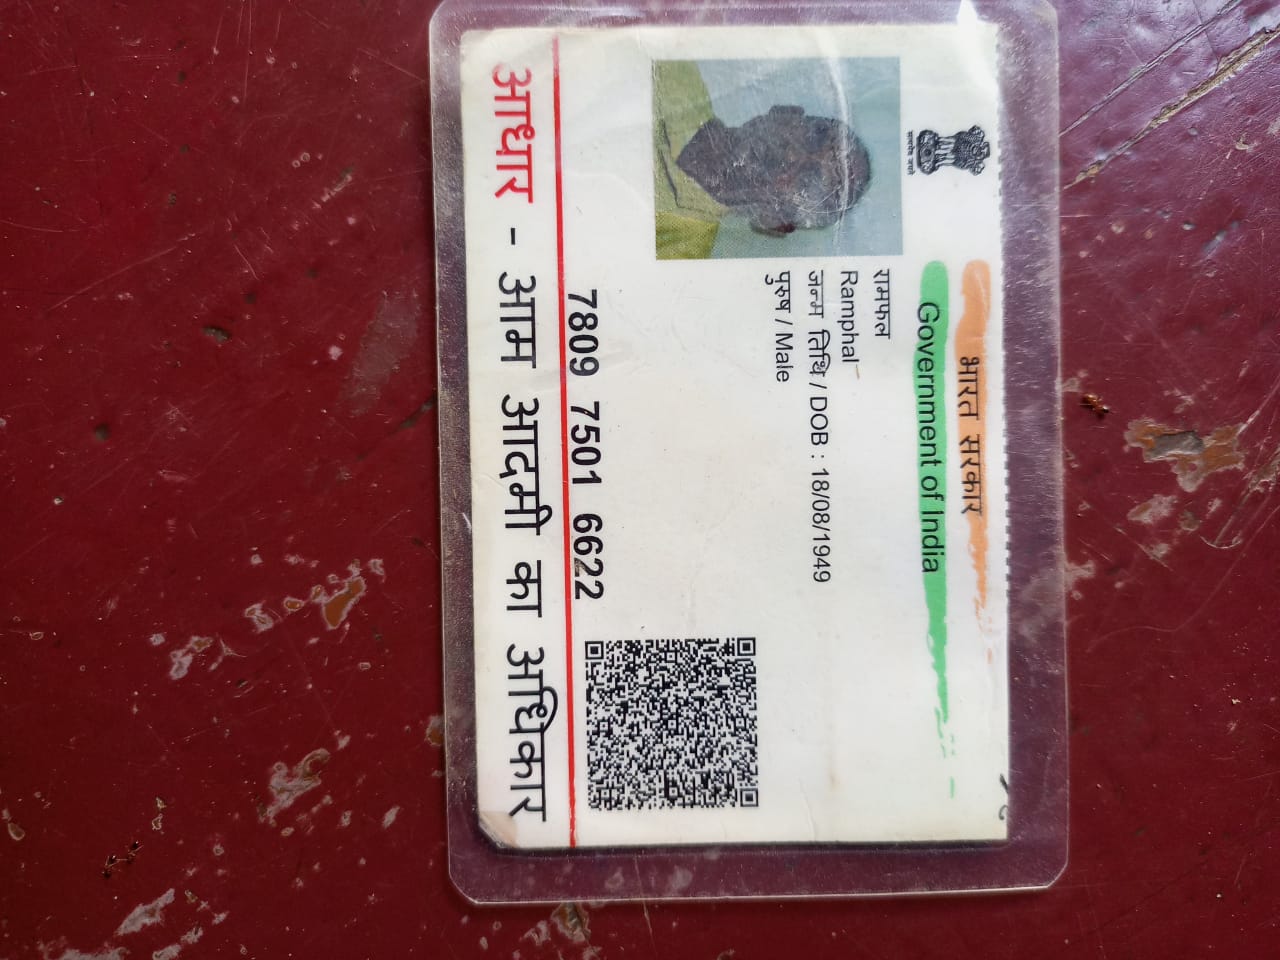 भारत सरकार
Government of India
सत्यमेव जयते
रामफल
Ramphal
जन्म तिथि / DOB : 18/08/1949
पुरुष / Male
7809 7501 6622
आधार - आम आदमी का अधिकार